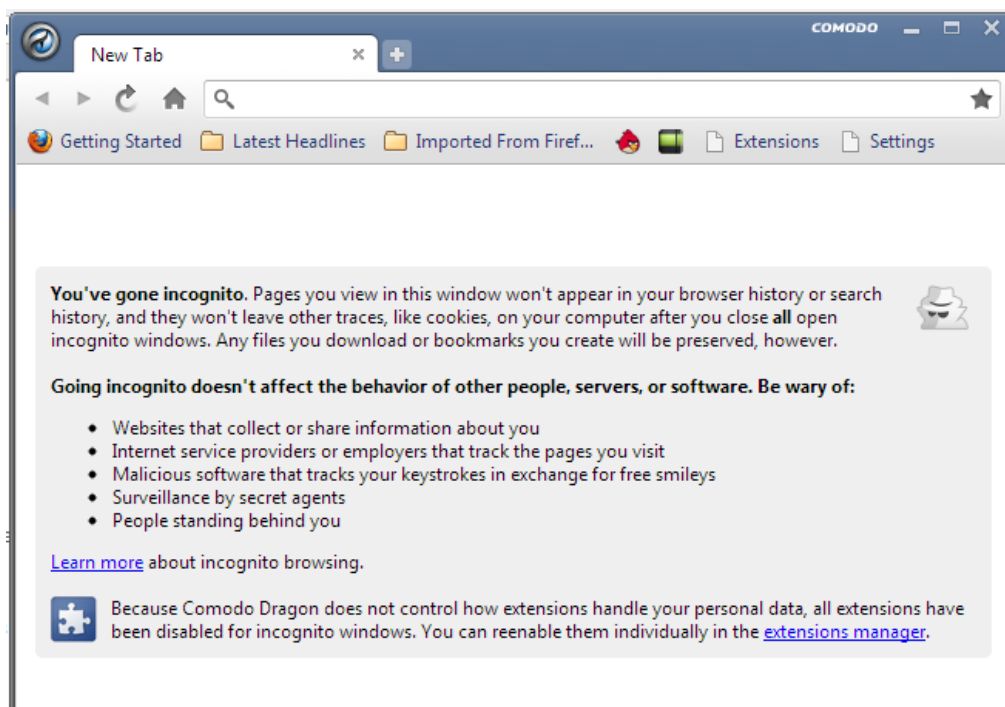 COMODO
New Tab
Getting Started Latest Headlines Imported From Firef... Extensions Settings
You've gone incognito. Pages you view in this window won't appear in your browser history or search
history, and they won't leave other traces, like cookies, on your computer after you close all open
incognito windows. Any files you download or bookmarks you create will be preserved, however.
Going incognito doesn't affect the behavior of other people, servers, or software. Be wary of:
• Websites that collect or share information about you
• Internet service providers or employers that track the pages you visit
• Malicious software that tracks your keystrokes in exchange for free smileys
• Surveillance by secret agents
• People standing behind you
Learn more about incognito browsing.
Because Comodo Dragon does not control how extensions handle your personal data, all extensions have
been disabled for incognito windows. You can reenable them individually in the extensions manager.